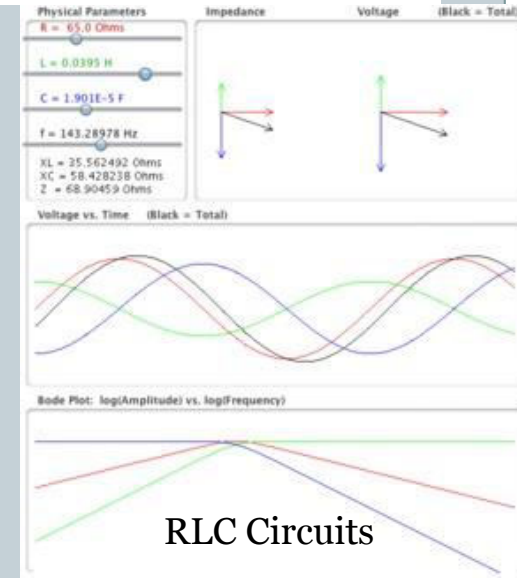 Physical Parameters
Impedance
Voltage (Black = Total)
R = 65.0 Ohms
L = 0.0395 H
C = 1.901E-5 F
f = 143.28978 Hz
XL = 35.562492 Ohms
XC = 58.428238 Ohms
Z = 68.90459 Ohms
Voltage vs. Time (Black = Total)
Bode Plot: log(Amplitude) vs. log(Frequency)
RLC Circuits